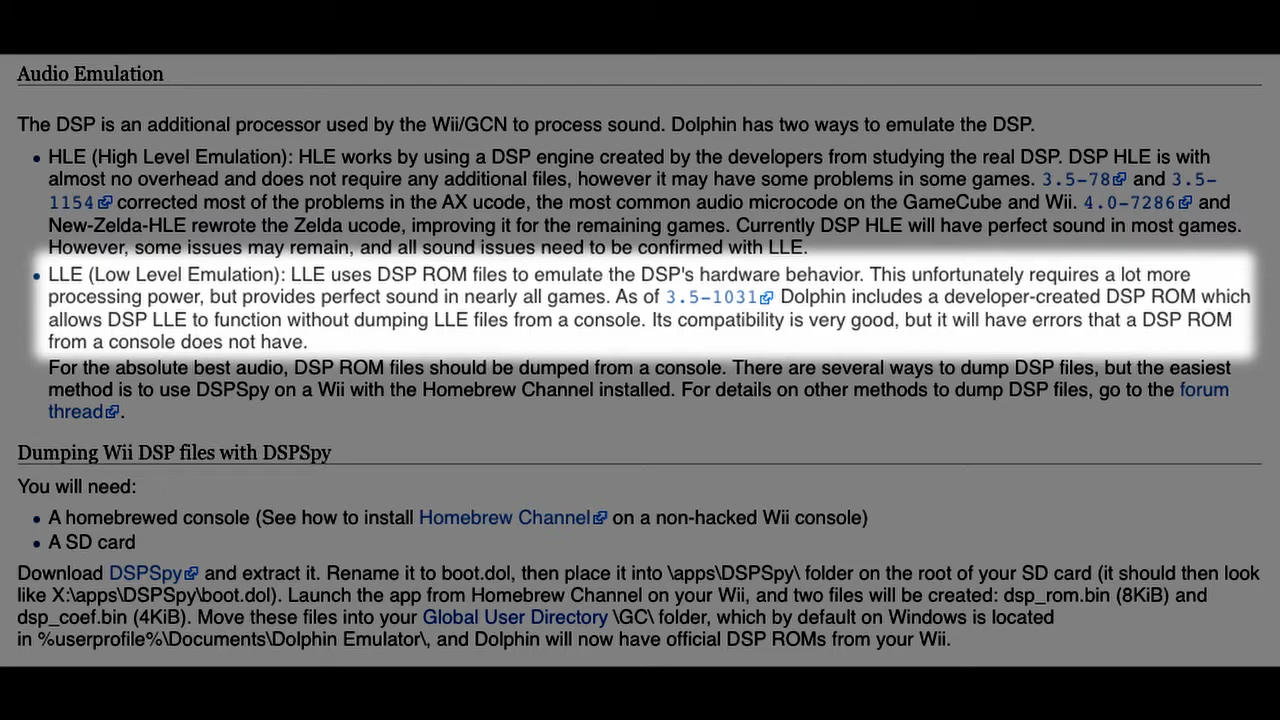 Audio Emulation
The DSP is an additional processor used by the Wii/GCN to process sound. Dolphin has two ways to emulate the DSP.
• HLE (High Level Emulation): HLE works by using a DSP engine created by the developers from studying the real DSP. DSP HLE is with
almost no overhead and does not require any additional files, however it may have some problems in some games. 3.5-78 and 3.5-
1154 corrected most of the problems in the AX ucode, the most common audio microcode on the GameCube and Wii. 4.0-7286 and
New-Zelda-HLE rewrote the Zelda ucode, improving it for the remaining games. Currently DSP HLE will have perfect sound in most games.
However, some issues may remain, and all sound issues need to be confirmed with LLE.
• LLE (Low Level Emulation): LLE uses DSP ROM files to emulate the DSP's hardware behavior. This unfortunately requires a lot more
processing power, but provides perfect sound in nearly all games. As of 3.5-1031 Dolphin includes a developer-created DSP ROM which
allows DSP LLE to function without dumping LLE files from a console. Its compatibility is very good, but it will have errors that a DSP ROM
from a console does not have.
For the absolute best audio, DSP ROM files should be dumped from a console. There are several ways to dump DSP files, but the easiest
method is to use DSPSpy on a Wii with the Homebrew Channel installed. For details on other methods to dump DSP files, go to the forum
thread.
Dumping Wii DSP files with DSPSpy
You will need:
• A homebrewed console (See how to install Homebrew Channel on a non-hacked Wii console)
• A SD card
Download DSPSpy and extract it. Rename it to boot.dol, then place it into \apps\DSPSpy\ folder on the root of your SD card (it should then look
like X:\apps\DSPSpy\boot.dol). Launch the app from Homebrew Channel on your Wii, and two files will be created: dsp_rom.bin (8KiB) and
dsp_coef.bin (4KiB). Move these files into your Global User Directory \GC\ folder, which by default on Windows is located
in %userprofile%\Documents\Dolphin Emulator\, and Dolphin will now have official DSP ROMs from your Wii.